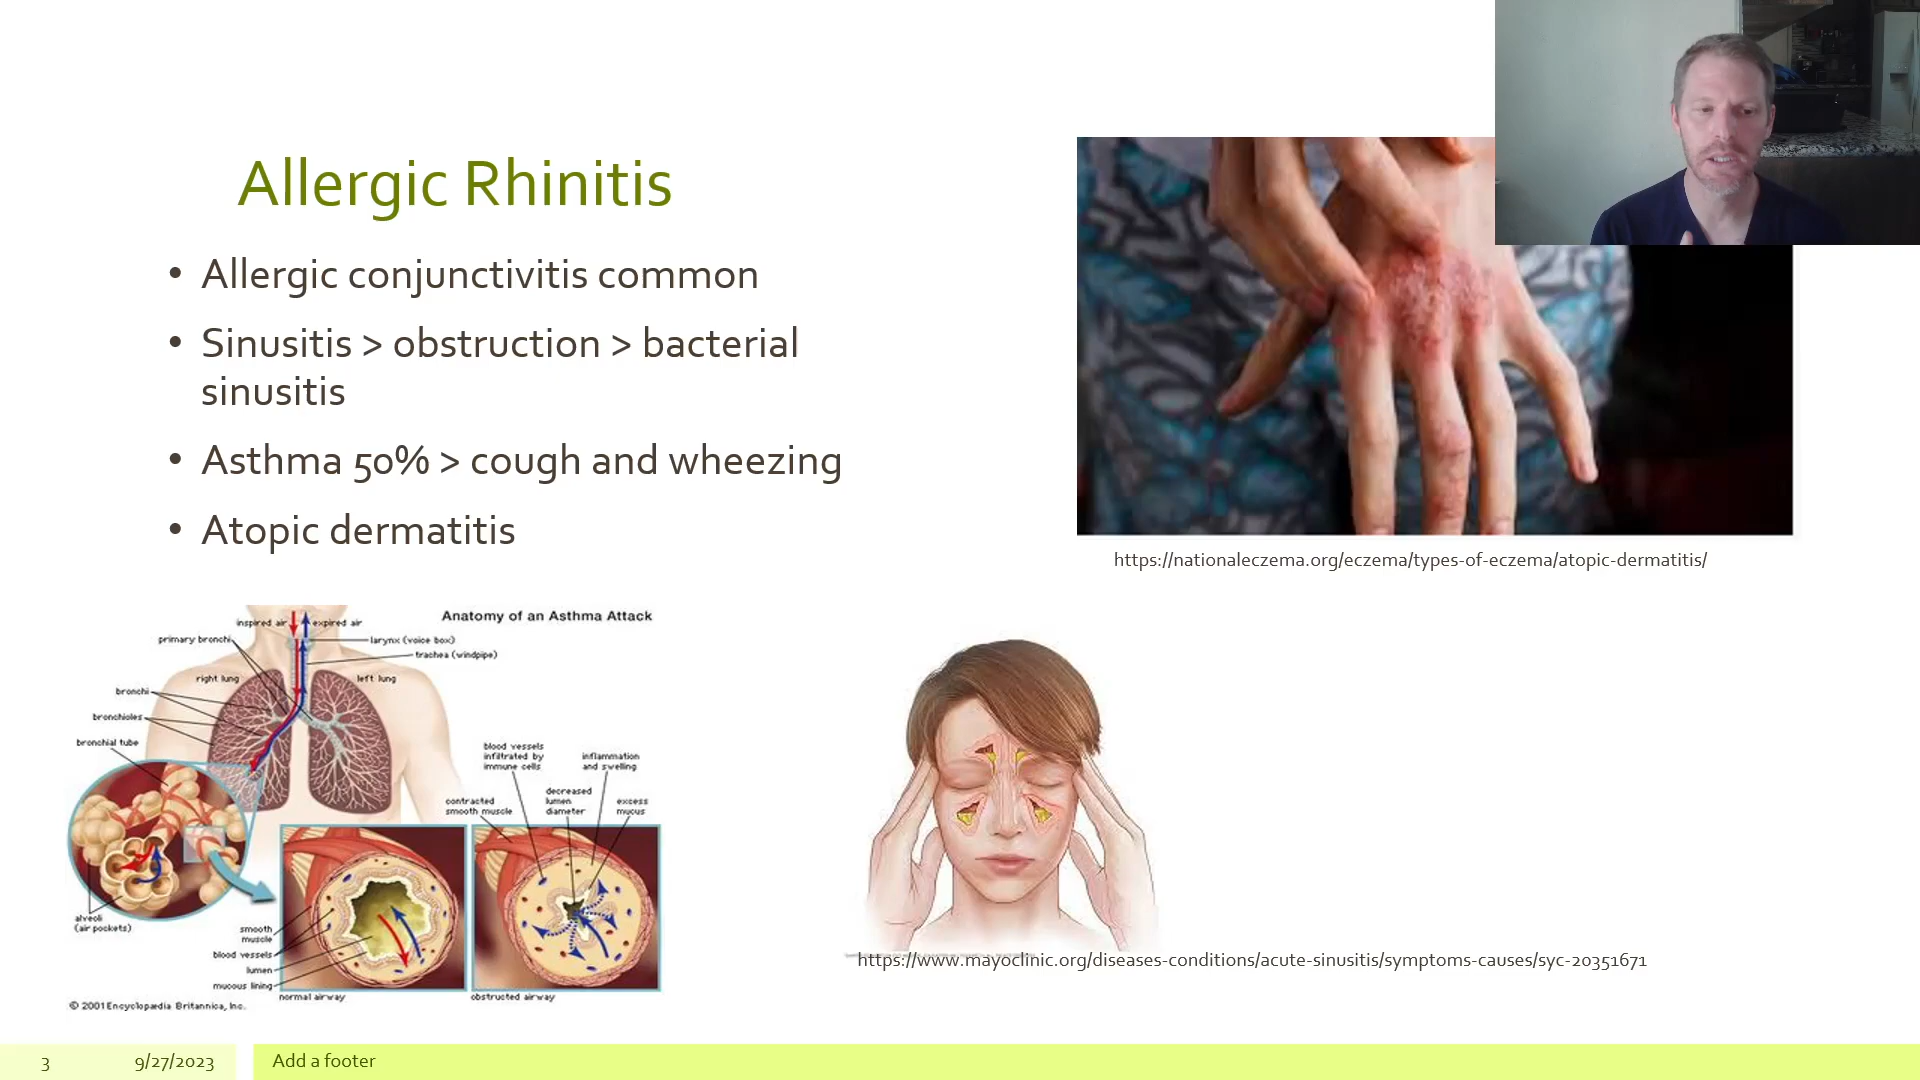 Allergic Rhinitis
• Allergic conjunctivitis common
• Sinusitis > obstruction > bacterial
sinusitis
• Asthma 50% > cough and wheezing
• Atopic dermatitis
https://nationaleczema.org/eczema/types-of-eczema/atopic-dermatitis/
Anatomy of an Asthma Attack
inspired air
expired air
primary bronchi
larynx (voice box)
trachea (windpipe)
right lung
left lung
bronchi
bronchioles
bronchial tube
blood vessels
infiltrated by
immune cells
inflammation
and swelling
contracted
smooth muscle
decreased
lumen
diameter
excess
mucus
alveoli
(air pockets)
smooth
muscle
blood vessels
lumen
mucous lining
normal airway
obstructed airway
© 2001 Encyclopædia Britannica, Inc.
https://www.mayoclinic.org/diseases-conditions/acute-sinusitis/symptoms-causes/syc-20351671
3
9/27/2023
Add a footer